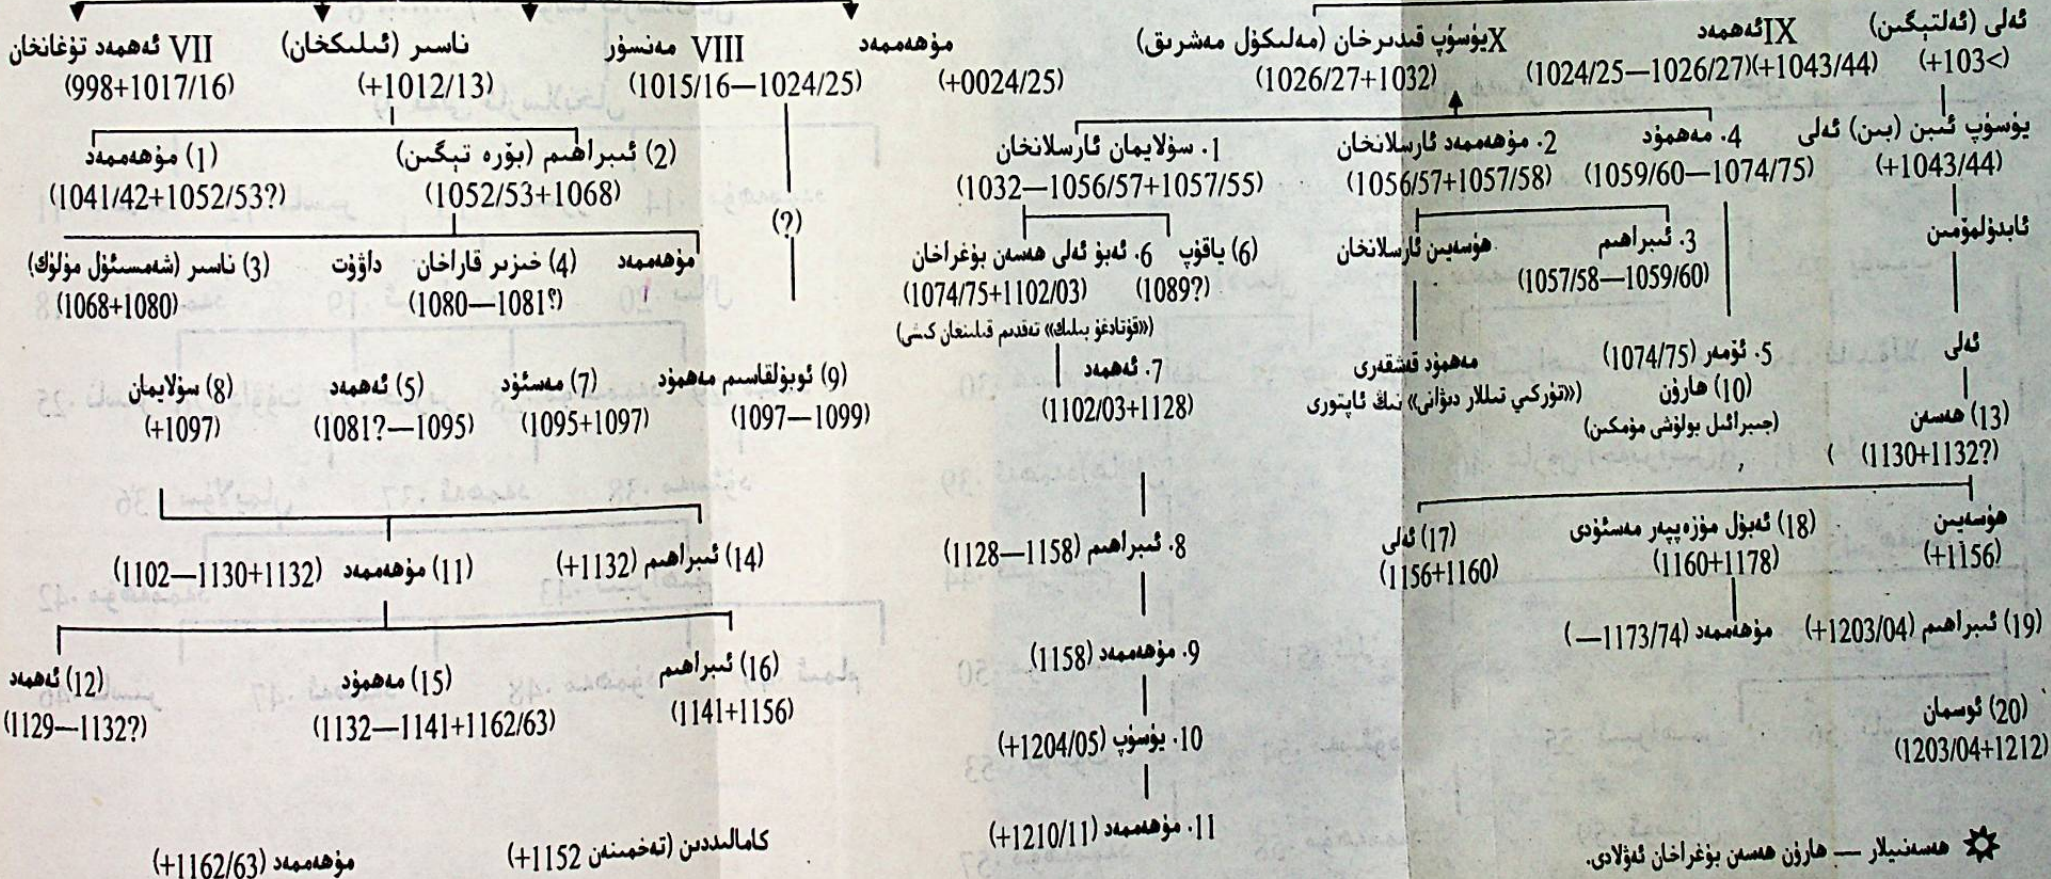 ئەلى (ئەلتېگىن)
(+103<)
IXئەھمەد
(1024/25—1026/27)(+1043/44)
Xيۈسۈپ قىدىرخان (مەلىكۇل مەشرىق)
(1026/27+1032)
مۇھەممەد
(+0024/25)
VIII مەنسۇر
(1015/16—1024/25)
ناسىر (ئىلىكخان)
(+1012/13)
VII ئەھمەد تۇغانخان
(998+1017/16)
يۈسۈپ ئىبن (بىن) ئەلى
(+1043/44)
4. مەھمۇد
(1059/60—1074/75)
2. مۇھەممەد ئارسلانخان
(1056/57+1057/58)
1. سۇلايمان ئارسلانخان
(1032—1056/57+1057/55)
(2) ئىبراھىم (بۆرە تېگىن)
(1052/53+1068)
(1) مۇھەممەد
(1041/42+1052/53?)
(?)
ئابدۇلمۆمىن
3. ئىبراھىم
(1057/58—1059/60)
ھۈسەيىن ئارسلانخان
(6) ياقۇپ
(1089?)
6. ئەبۇ ئەلى ھەسەن بۇغراخان
(1074/75+1102/03)
(«قۇتادغۇ بىلىك» تەقدىم قىلىنعان كىشى)
مۇھەممەد
(4) خىزىر قاراخان
(1080—1081؟)
داۋۇت
(3) ناسىر (شەمسىئۇل مۇلۇك)
(1068+1080)
ئەلى
5. ئۆمەر (1074/75)
(10) ھارۇن
(جىبرائىل بولۇشى مۇمكىن)
مەھمۇد قەشقەرى
(«تۈركىي تىللار دىۋانى» نىڭ ئاپتورى
7. ئەھمەد
(1102/03+1128)
(9) ئوبۇلقاسىم مەھمۇد
(1097—1099)
(7) مەسئۇد
(1095+1097)
(5) ئەھمەد
(1081?—1095)
(8) سۇلايمان
(+1097)
(13) ھەسەن
(1130+1132?)
ھۈسەيىن
(+1156)
(18) ئەبۇل مۇزەپپەر مەسئۇدى
(1160+1178)
(17) ئەلى
(1156+1160)
8. ئىبراھىم (1128—1158)
(14) ئىبراھىم (+1132)
(11) مۇھەممەد (1102—1130+1132)
(19) ئىبراھىم (+1203/04)
مۇھەممەد (1173/74—)
9. مۇھەممەد (1158)
(16) ئىبراھىم
(1141+1156)
(15) مەھمۇد
(1132—1141+1162/63)
(12) ئەھمەد
(1129—1132?)
(20) ئوسمان
(1203/04+1212)
10. يۈسۈپ (+1204/05)
11. مۇھەممەد (+1210/11)
كامالىددىن (تەخمىنەن 1152+)
مۇھەممەد (+1162/63)
ھەسەنىيلار — ھارۇن ھەسەن بۇغراخان ئەۋلادى.